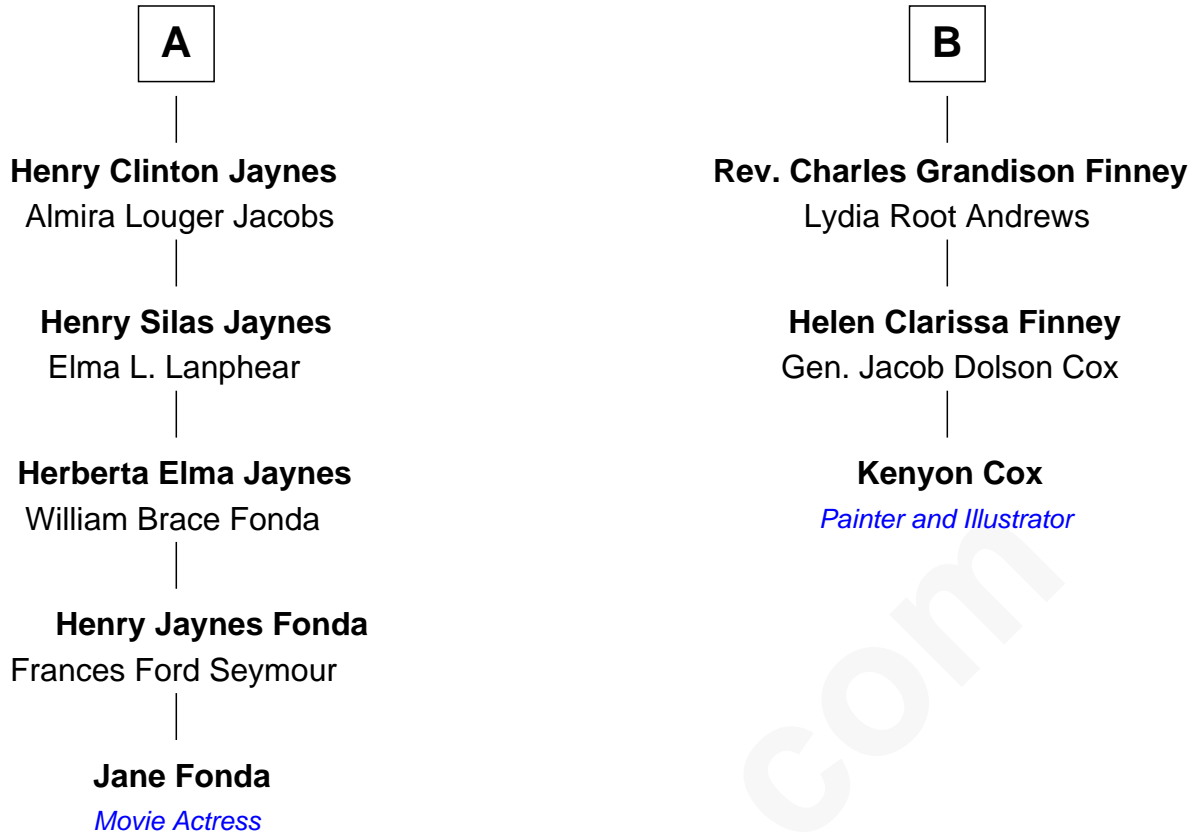 A
Henry Clinton Jaynes
Almira Louger Jacobs
Henry Silas Jaynes
Elma L. Lanphear
Herberta Elma Jaynes
William Brace Fonda
Henry Jaynes Fonda
Frances Ford Seymour
Jane Fonda
Movie Actress
B
Rev. Charles Grandison Finney
Lydia Root Andrews
Helen Clarissa Finney
Gen. Jacob Dolson Cox
Kenyon Cox
Painter and Illustrator
com